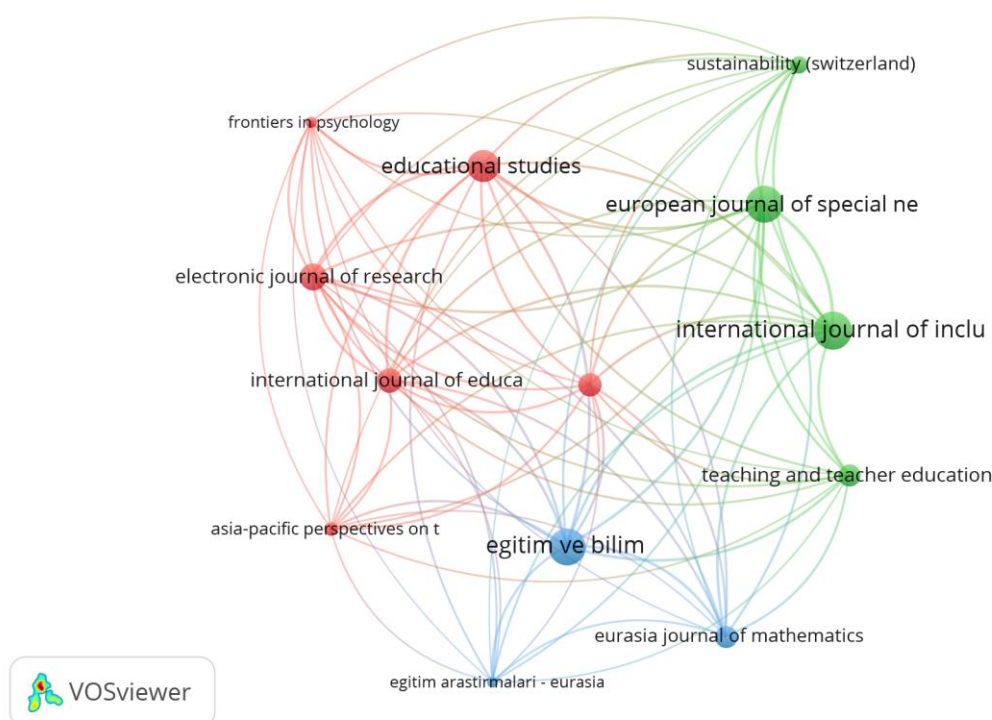 sustainability (switzerland)
frontiers in psychology
educational studies
european journal of special ne
electronic journal of research
international journal of inclu
international journal of educa
teaching and teacher education
asia-pacific perspectives on t
egitim ve bilim
eurasia journal of mathematics
egitim arastirmalari - eurasia
VOSviewer